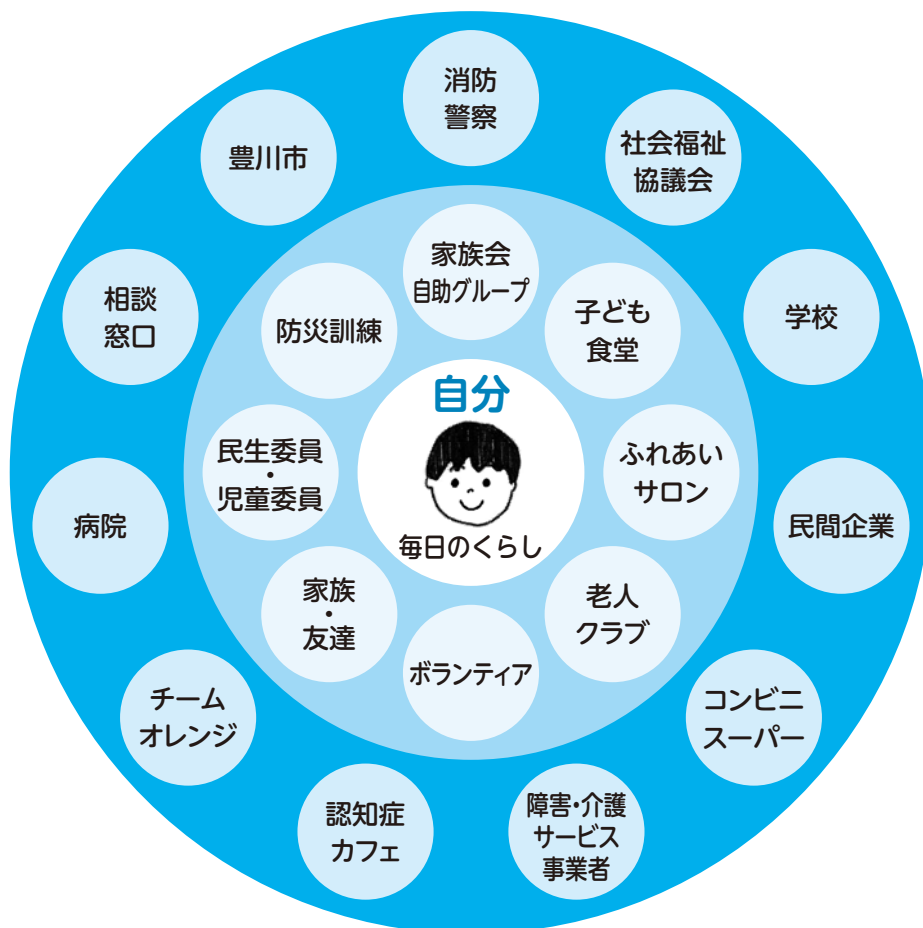 消防
警察
社会福祉
協議会
学校
民間企業
コンビニ
スーパー
障害・介護
サービス
事業者
認知症
カフェ
チーム
オレンジ
病院
相談
窓口
豊川市
家族会
自助グループ
子ども
食堂
ふれあい
サロン
老人
クラブ
ボランティア
家族
・
友達
民生委員
・
児童委員
防災訓練
自分
毎日のくらし